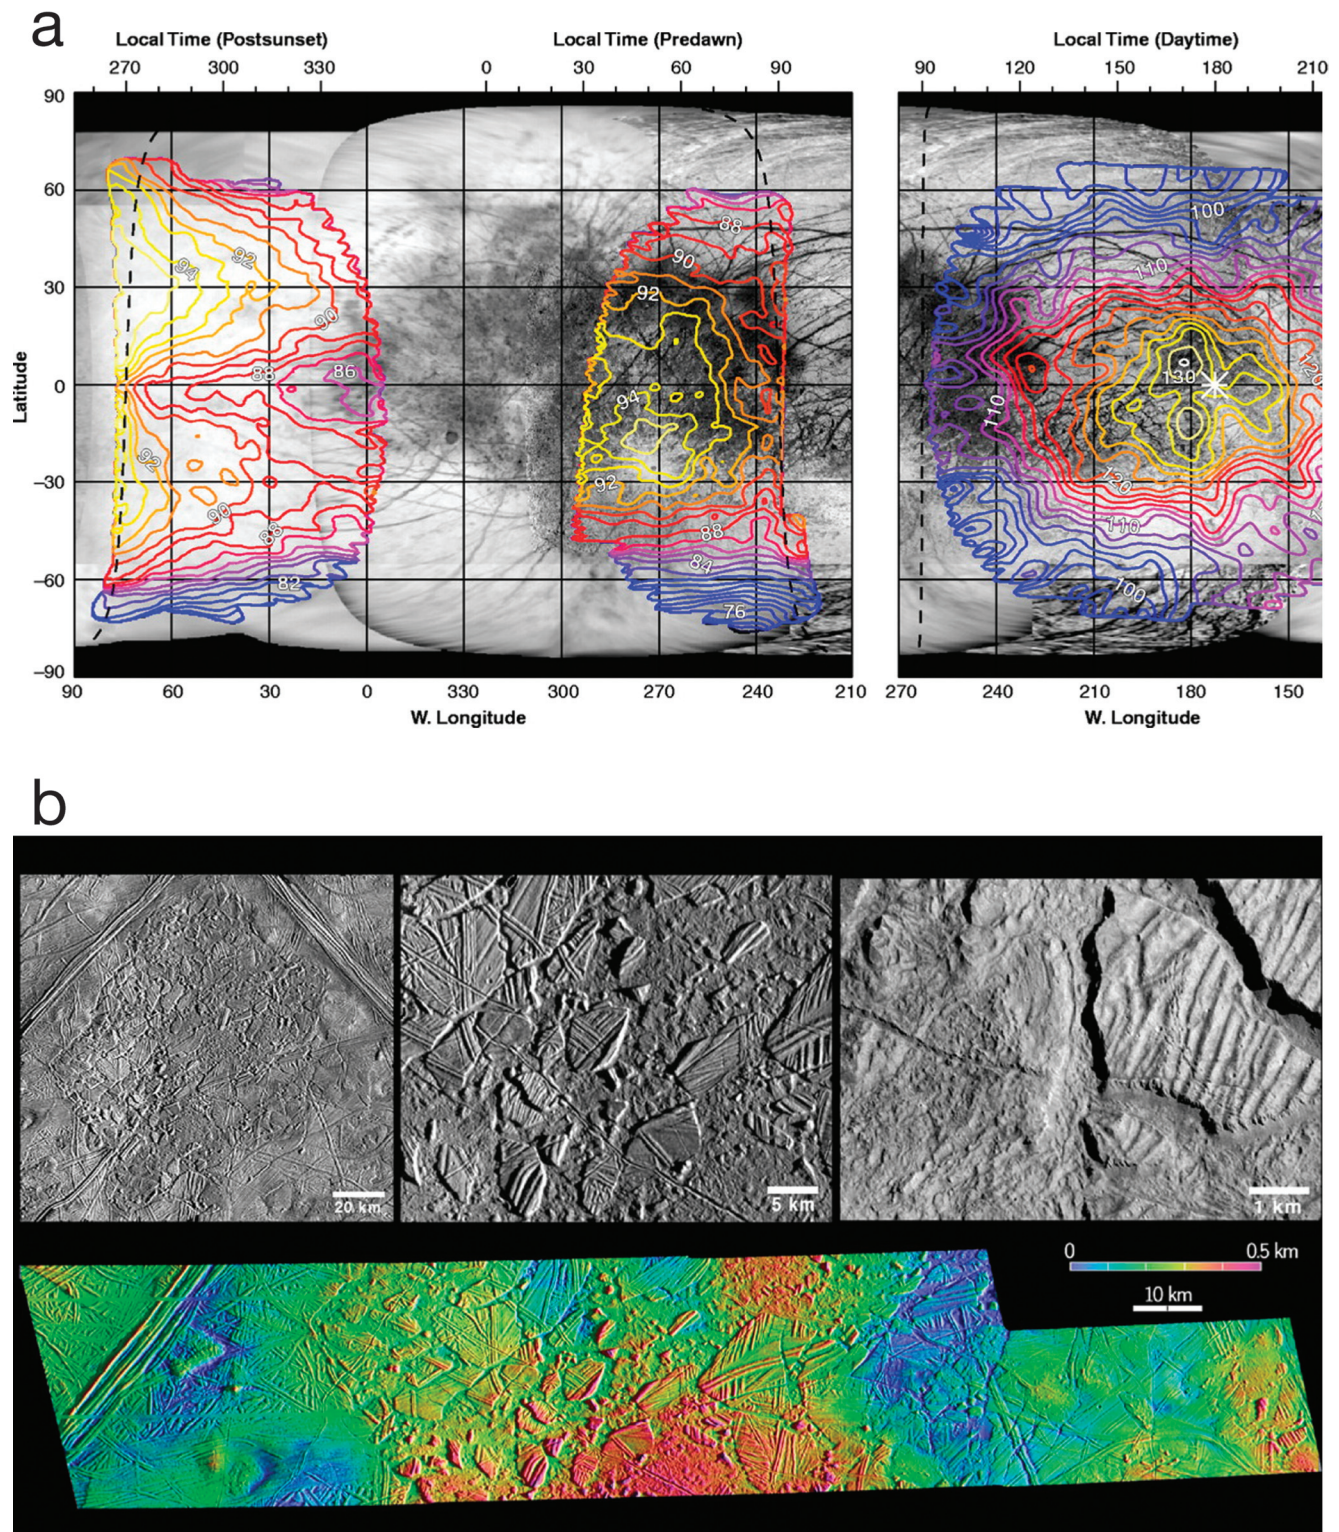 a
Local Time (Postsunset)
Local Time (Predawn)
Local Time (Daytime)
270 300 330 0 30 60 90 90 120 150 180 210
90
60
30
0
−30
−60
−90
Latitude
94 92 90 88 86 92 90 88 82
88 90 92 94 92 88 84 76
100 110 130 120 110 120 110 100
90 60 30 0 330 300 270 240 210 270 240 210 180 150
W. Longitude
W. Longitude
b
20 km
5 km
1 km
0 0.5 km
10 km